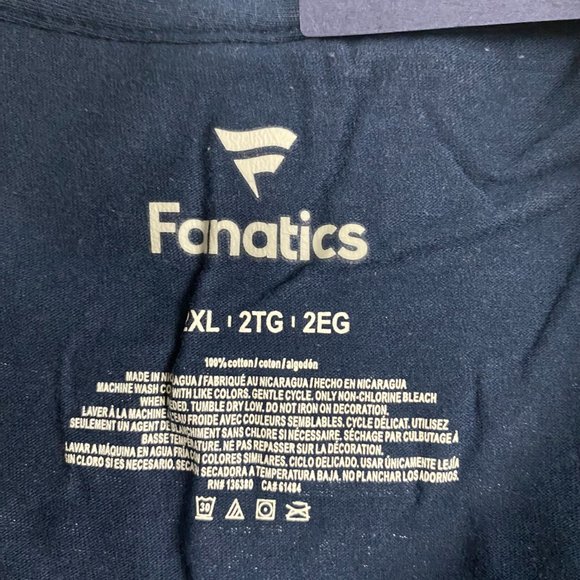 Fanatics
2XL | 2TG | 2EG
100% cotton / coton / algodón
MADE IN NICARAGUA / FABRIQUÉ AU NICARAGUA / HECHO EN NICARAGUA
MACHINE WASH COLD WITH LIKE COLORS. GENTLE CYCLE. ONLY NON-CHLORINE BLEACH
WHEN NEEDED. TUMBLE DRY LOW. DO NOT IRON ON DECORATION.
LAVER À LA MACHINE À L'EAU FROIDE AVEC COULEURS SEMBLABLES. CYCLE DÉLICAT. UTILISEZ
SEULEMENT UN AGENT DE BLANCHIMENT SANS CHLORE SI NÉCESSAIRE. SÉCHAGE PAR CULBUTAGE À
BASSE TEMPÉRATURE. NE PAS REPASSER SUR LA DÉCORATION.
LAVAR A MÁQUINA EN AGUA FRÍA CON COLORES SIMILARES. CICLO DELICADO. USAR ÚNICAMENTE LEJÍA
SIN CLORO SI ES NECESARIO. SECAR EN SECADORA A TEMPERATURA BAJA. NO PLANCHAR LOS ADORNOS.
RN# 136380 CA# 61484
30